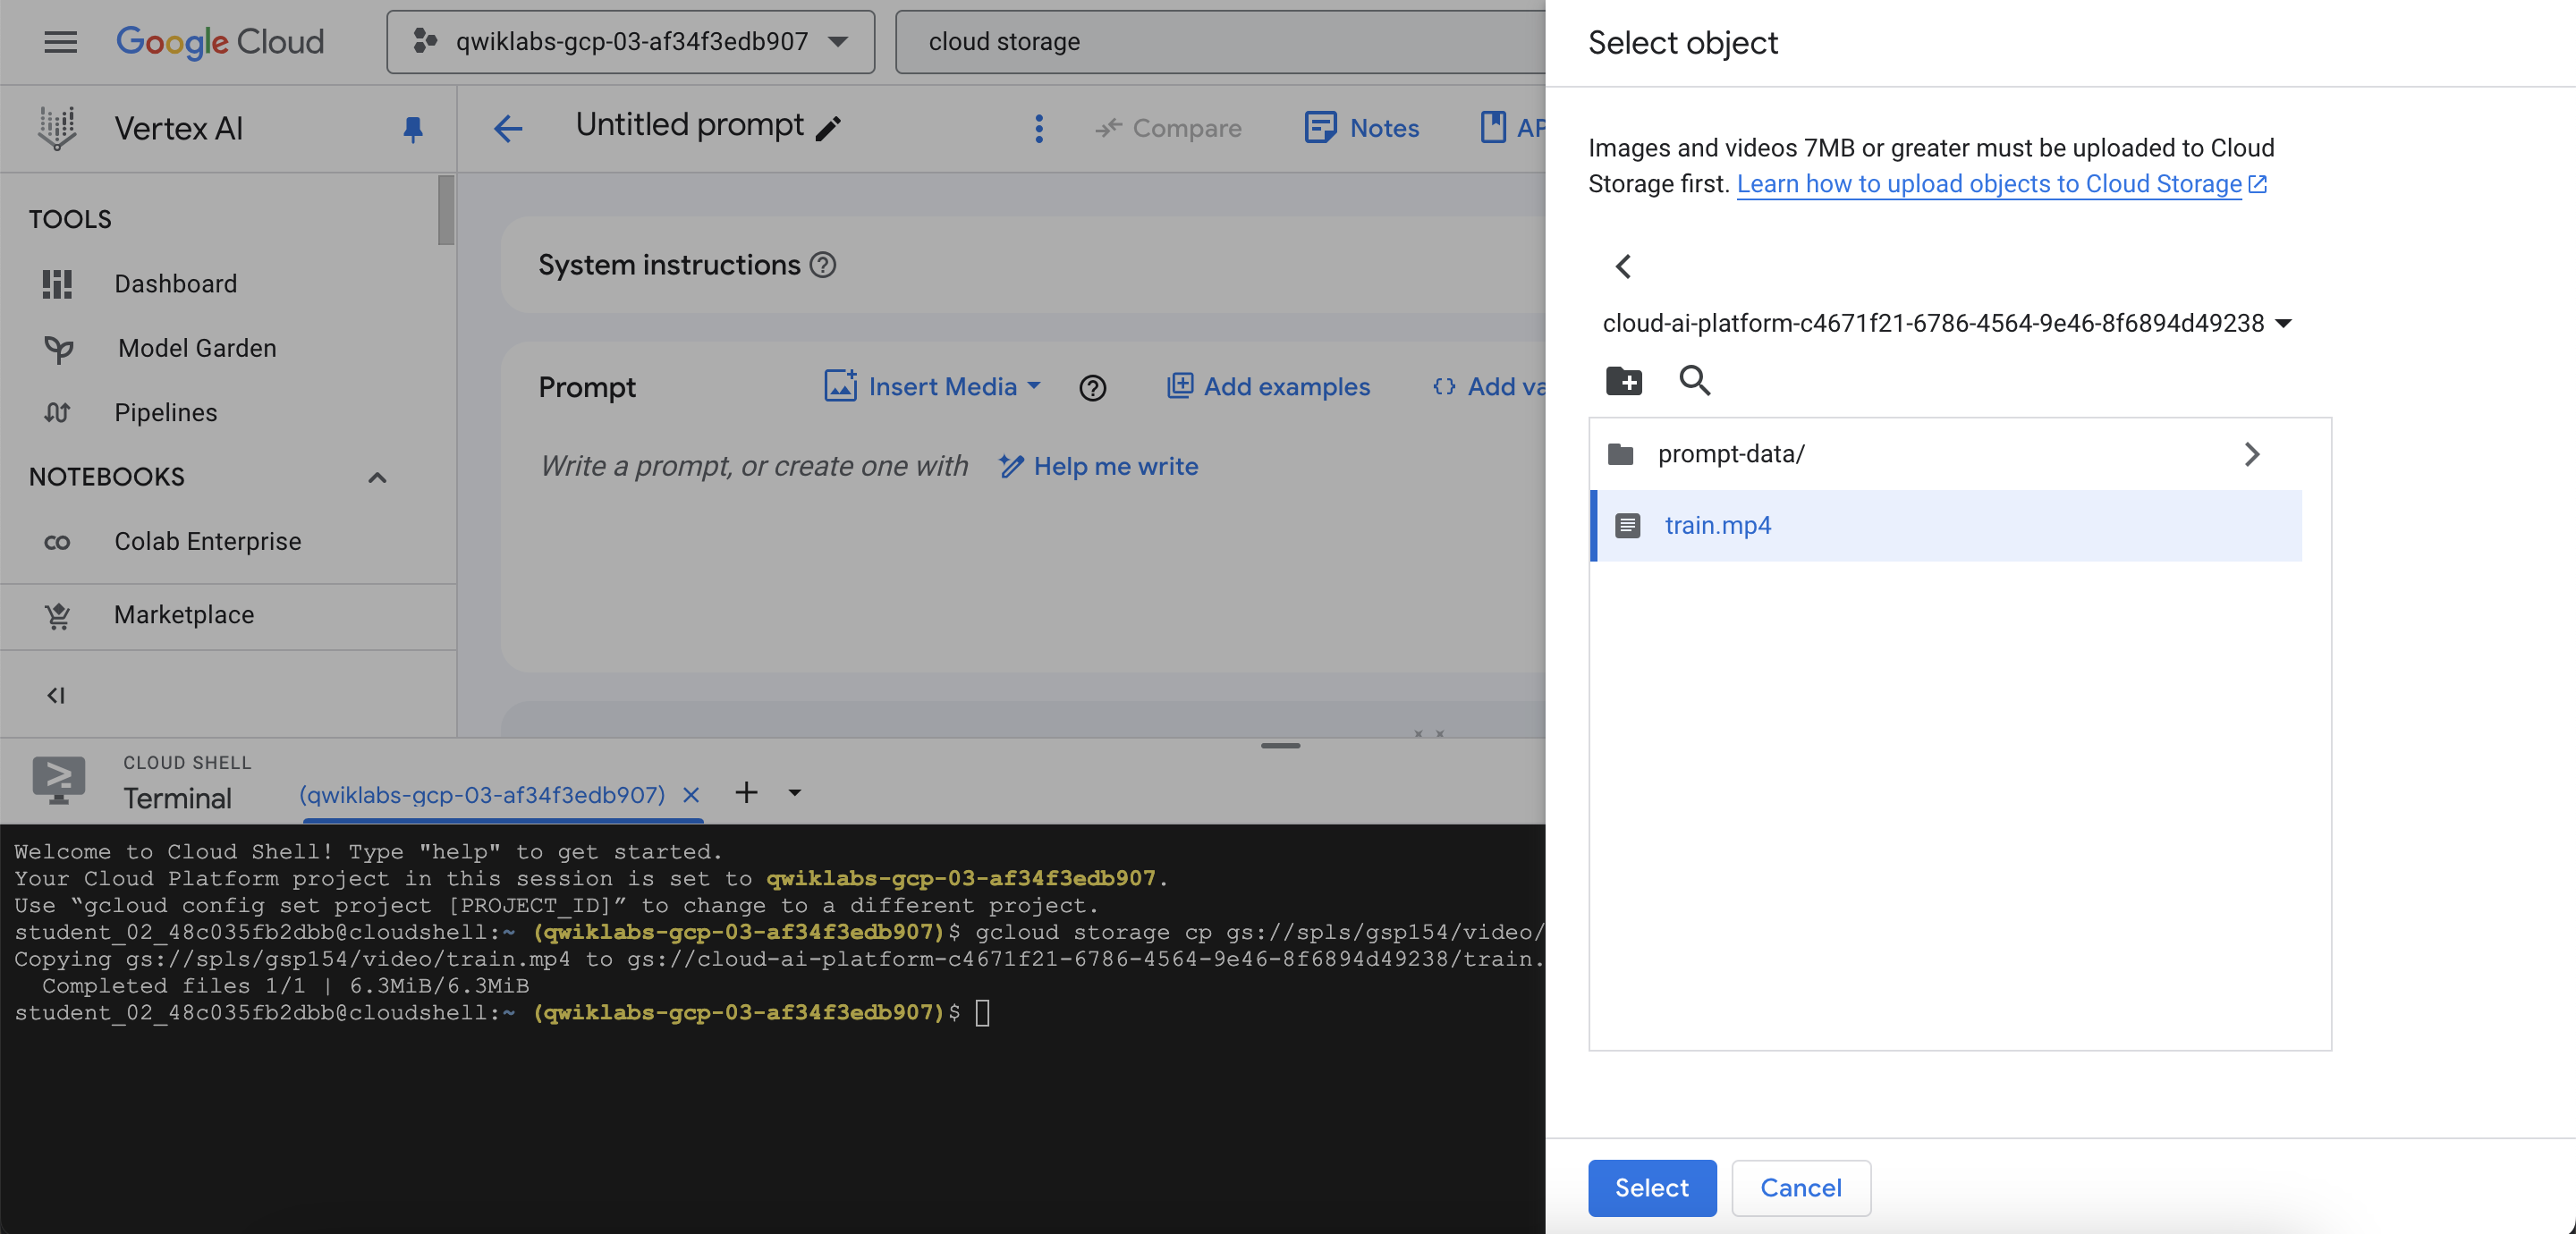 Google Cloud
qwiklabs-gcp-03-af34f3edb907
cloud storage
Vertex AI
Untitled prompt
Compare
Notes
TOOLS
Dashboard
Model Garden
Pipelines
NOTEBOOKS
Colab Enterprise
Marketplace
System instructions
Prompt
Insert Media
Add examples
Write a prompt, or create one with
Help me write
CLOUD SHELL
Terminal
(qwiklabs-gcp-03-af34f3edb907)
Welcome to Cloud Shell! Type "help" to get started.
Your Cloud Platform project in this session is set to qwiklabs-gcp-03-af34f3edb907.
Use “gcloud config set project [PROJECT_ID]” to change to a different project.
student_02_48c035fb2dbb@cloudshell:~ (qwiklabs-gcp-03-af34f3edb907)$ gcloud storage cp gs://spls/gsp154/video/
Copying gs://spls/gsp154/video/train.mp4 to gs://cloud-ai-platform-c4671f21-6786-4564-9e46-8f6894d49238/train.
Completed files 1/1 | 6.3MiB/6.3MiB
student_02_48c035fb2dbb@cloudshell:~ (qwiklabs-gcp-03-af34f3edb907)$
Select object
Images and videos 7MB or greater must be uploaded to Cloud
Storage first. Learn how to upload objects to Cloud Storage
cloud-ai-platform-c4671f21-6786-4564-9e46-8f6894d49238
prompt-data/
train.mp4
Select
Cancel